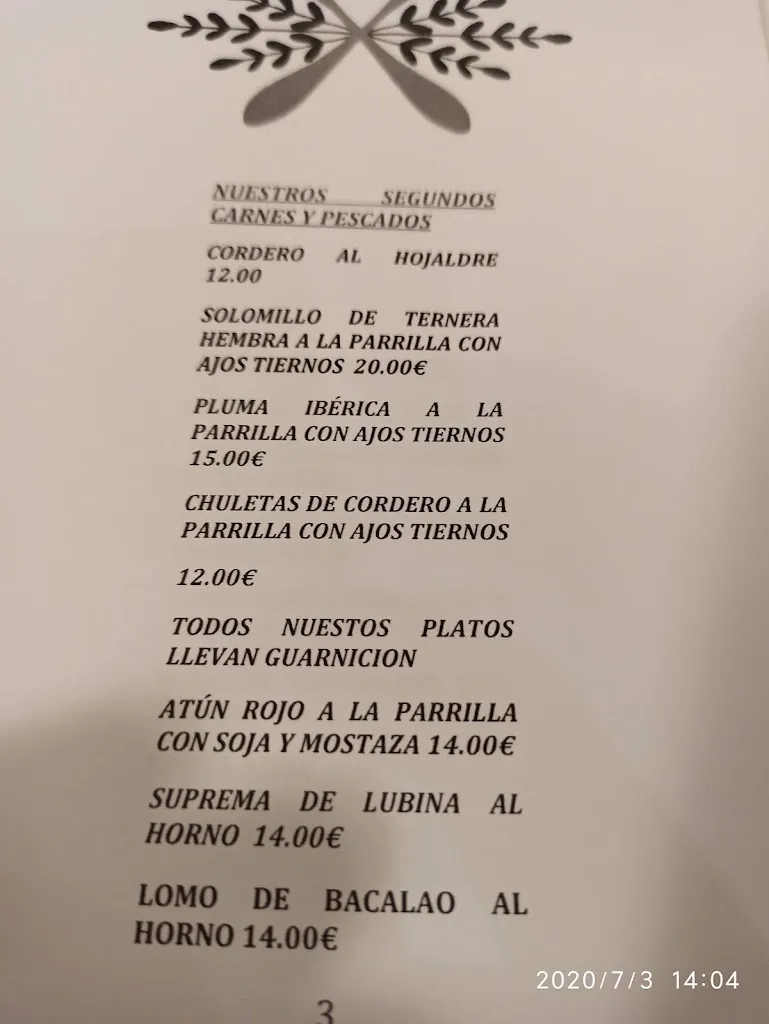 NUESTROS SEGUNDOS
CARNES Y PESCADOS
CORDERO AL HOJALDRE
12.00
SOLOMILLO DE TERNERA
HEMBRA A LA PARRILLA CON
AJOS TIERNOS 20.00€
PLUMA IBÉRICA A LA
PARRILLA CON AJOS TIERNOS
15.00€
CHULETAS DE CORDERO A LA
PARRILLA CON AJOS TIERNOS
12.00€
TODOS NUESTOS PLATOS
LLEVAN GUARNICION
ATÚN ROJO A LA PARRILLA
CON SOJA Y MOSTAZA 14.00€
SUPREMA DE LUBINA AL
HORNO 14.00€
LOMO DE BACALAO AL
HORNO 14.00€
2020/7/3 14:04
3